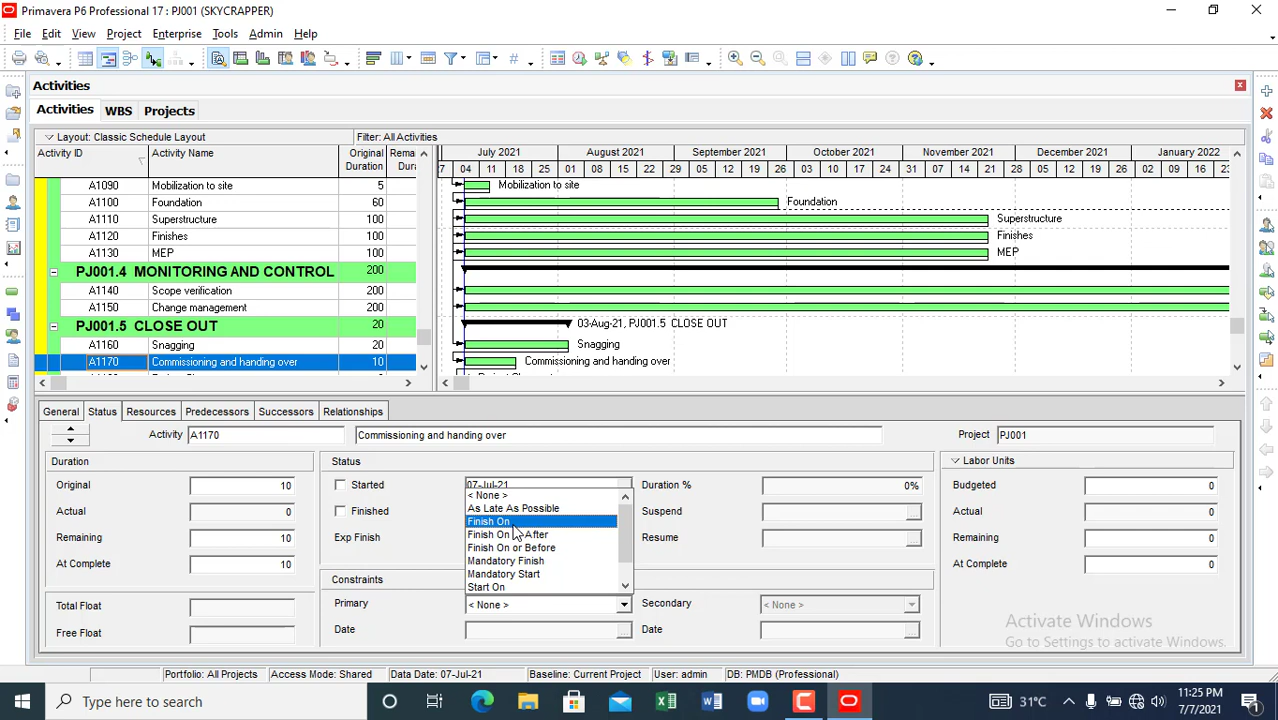 Primavera P6 Professional 17 : PJ001 (SKYCRAPPER)
File Edit View Project Enterprise Tools Admin Help
Activities
Activities WBS Projects
Layout: Classic Schedule Layout Filter: All Activities
Activity ID Activity Name Original Duration Remai Dura
July 2021 August 2021 September 2021 October 2021 November 2021 December 2021 January 2022
7 04 11 18 25 01 08 15 22 29 05 12 19 26 03 10 17 24 31 07 14 21 28 05 12 19 26 02 09 16 23
A1090 Mobilization to site 5 Mobilization to site
A1100 Foundation 60 Foundation
A1110 Superstructure 100 Superstructure
A1120 Finishes 100 Finishes
A1130 MEP 100 MEP
PJ001.4 MONITORING AND CONTROL 200
A1140 Scope verification 200
A1150 Change management 200
PJ001.5 CLOSE OUT 20 03-Aug-21, PJ001.5 CLOSE OUT
A1160 Snagging 20 Snagging
A1170 Commissioning and handing over 10 Commissioning and handing over
General Status Resources Predecessors Successors Relationships
Activity A1170 Commissioning and handing over Project PJ001
Duration Status Labor Units
Original 10 Started 07-Jul-21 Duration % 0% Budgeted 0
< None >
As Late As Possible
Actual 0 Finished Suspend Actual 0
Finish On
Finish On or After
Remaining 10 Exp Finish Resume Remaining 0
Finish On or Before
Mandatory Finish
At Complete 10 At Complete 0
Mandatory Start
Constraints
Start On
Total Float Primary < None > Secondary < None >
Free Float Date Date
Activate Windows
Go to Settings to activate Windows.
Portfolio: All Projects Access Mode: Shared Data Date: 07-Jul-21 Baseline: Current Project User: admin DB: PMDB (Professional)
Type here to search 31°C 11:25 PM
7/7/2021
1